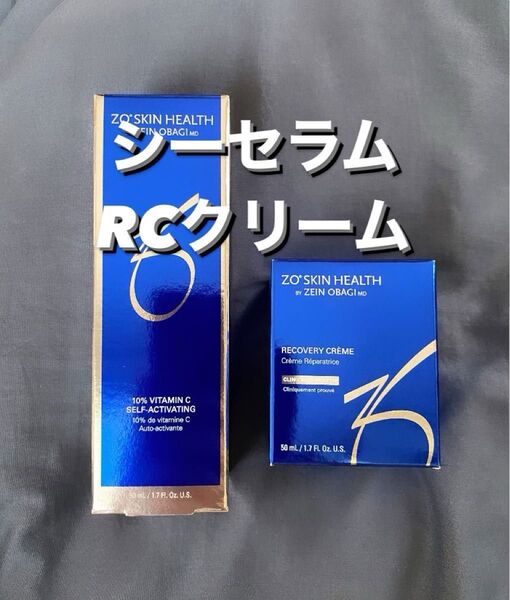 ZO® SKIN HEALTH
ZEIN OBAGI MD
シーセラム
RCクリーム
10% VITAMIN C
SELF-ACTIVATING
10% de vitamine C
Auto-activante
50 mL / 1.7 Fl. Oz. U.S.
ZO® SKIN HEALTH
BY ZEIN OBAGI MD
RECOVERY CRÈME
Crème Réparatrice
Cliniquement prouvé
50 mL / 1.7 Fl. Oz. U.S.